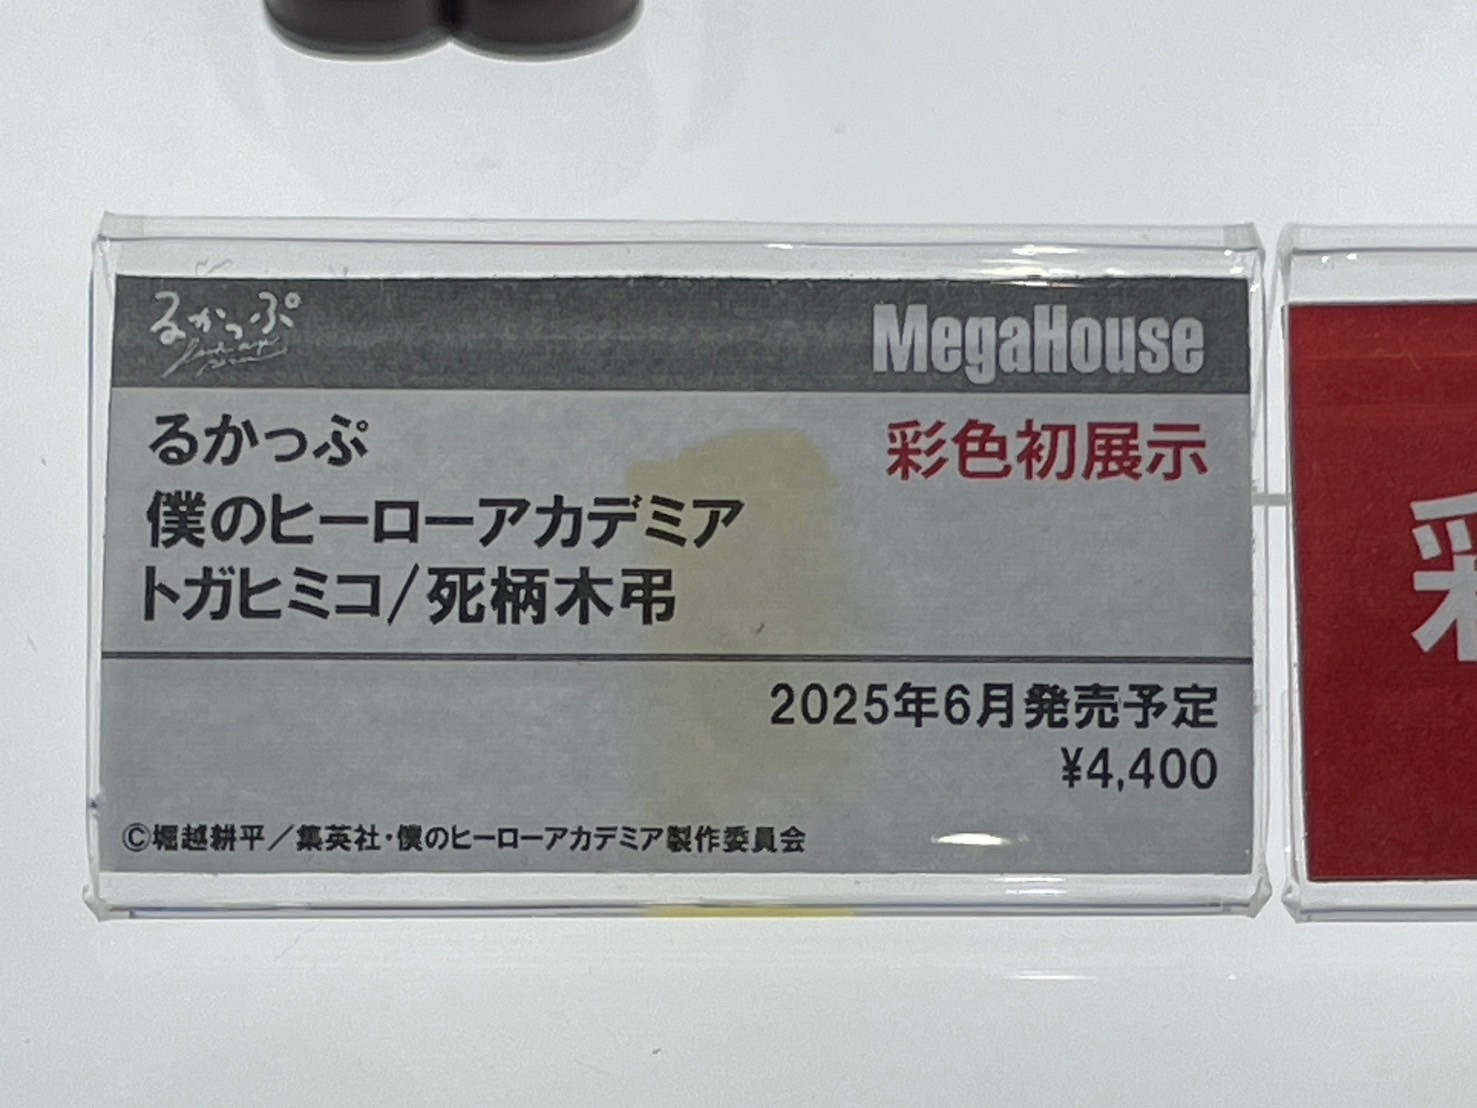 るかっぷ
MegaHouse
るかっぷ
彩色初展示
僕のヒーローアカデミア
トガヒミコ/死柄木弔
2025年6月発売予定
¥4,400
©堀越耕平／集英社・僕のヒーローアカデミア製作委員会